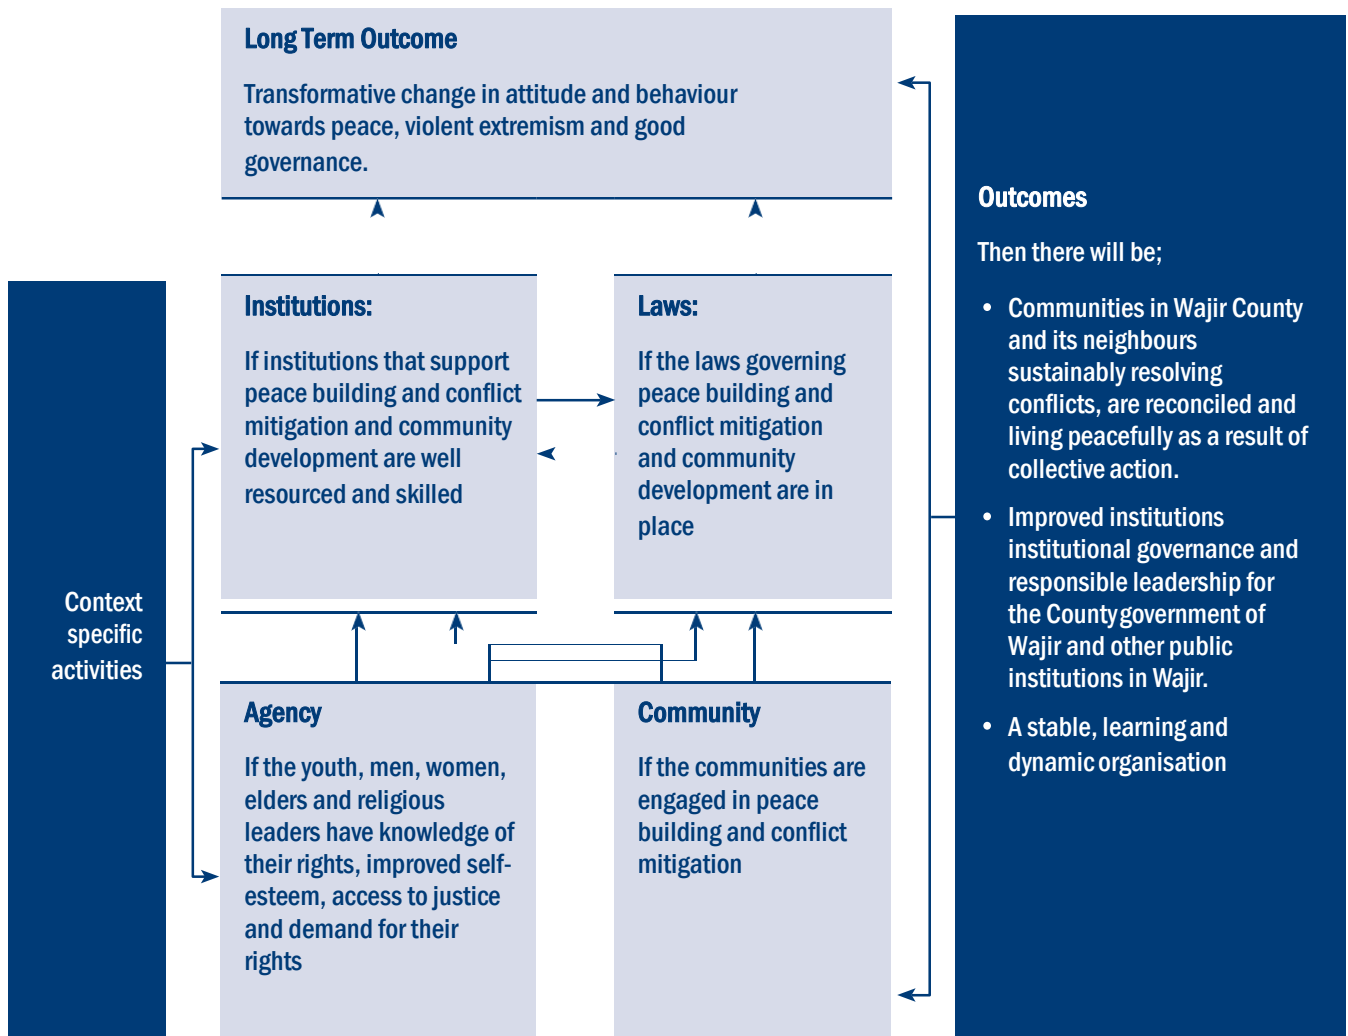 Long Term Outcome
Transformative change in attitude and behaviour
towards peace, violent extremism and good
governance.
Institutions:
If institutions that support
peace building and conflict
mitigation and community
development are well
resourced and skilled
Laws:
If the laws governing
peace building and
conflict mitigation
and community
development are in
place
Context
specific
activities
Agency
If the youth, men, women,
elders and religious
leaders have knowledge of
their rights, improved self-
esteem, access to justice
and demand for their
rights
Community
If the communities are
engaged in peace
building and conflict
mitigation
Outcomes
Then there will be;
• Communities in Wajir County
and its neighbours
sustainably resolving
conflicts, are reconciled and
living peacefully as a result of
collective action.
• Improved institutions
institutional governance and
responsible leadership for
the County government of
Wajir and other public
institutions in Wajir.
• A stable, learning and
dynamic organisation